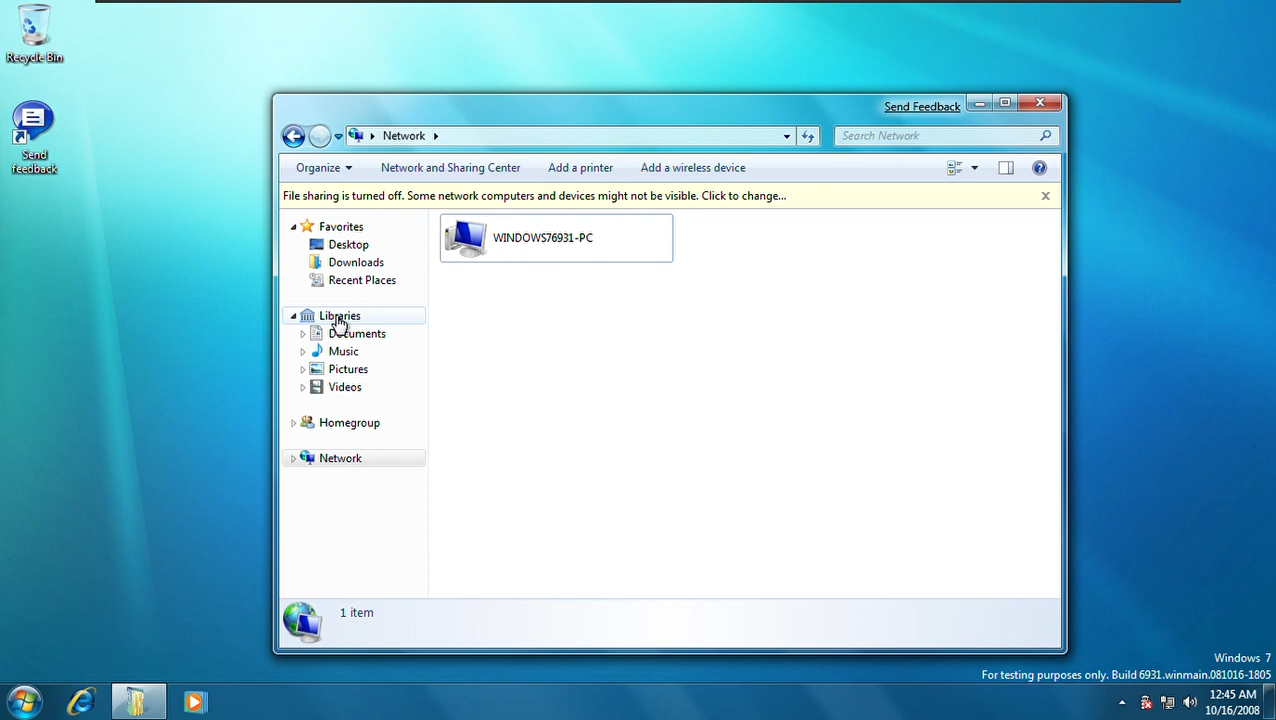 Recycle Bin
Send
feedback
Send Feedback
Network
Search Network
Organize
Network and Sharing Center
Add a printer
Add a wireless device
File sharing is turned off. Some network computers and devices might not be visible. Click to change...
Favorites
Desktop
Downloads
Recent Places
Libraries
Documents
Music
Pictures
Videos
Homegroup
Network
WINDOWS76931-PC
1 item
Windows 7
For testing purposes only. Build 6931.winmain.081016-1805
12:45 AM
10/16/2008